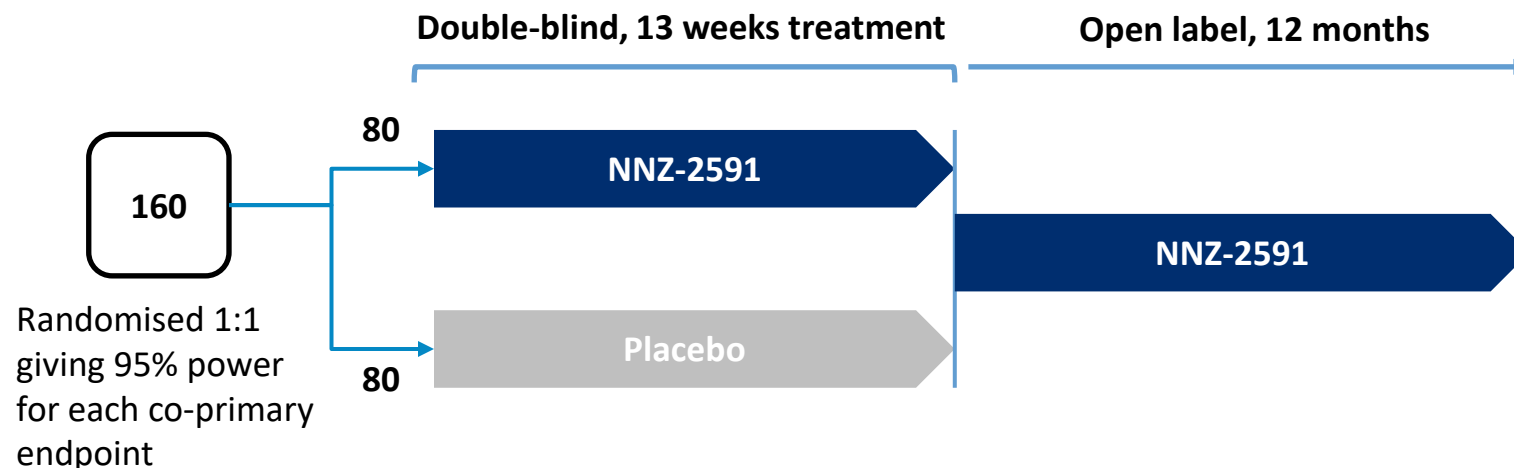 Double-blind, 13 weeks treatment
Open label, 12 months
80
NNZ-2591
160
NNZ-2591
Randomised 1:1
giving 95% power
for each co-primary
endpoint
Placebo
80